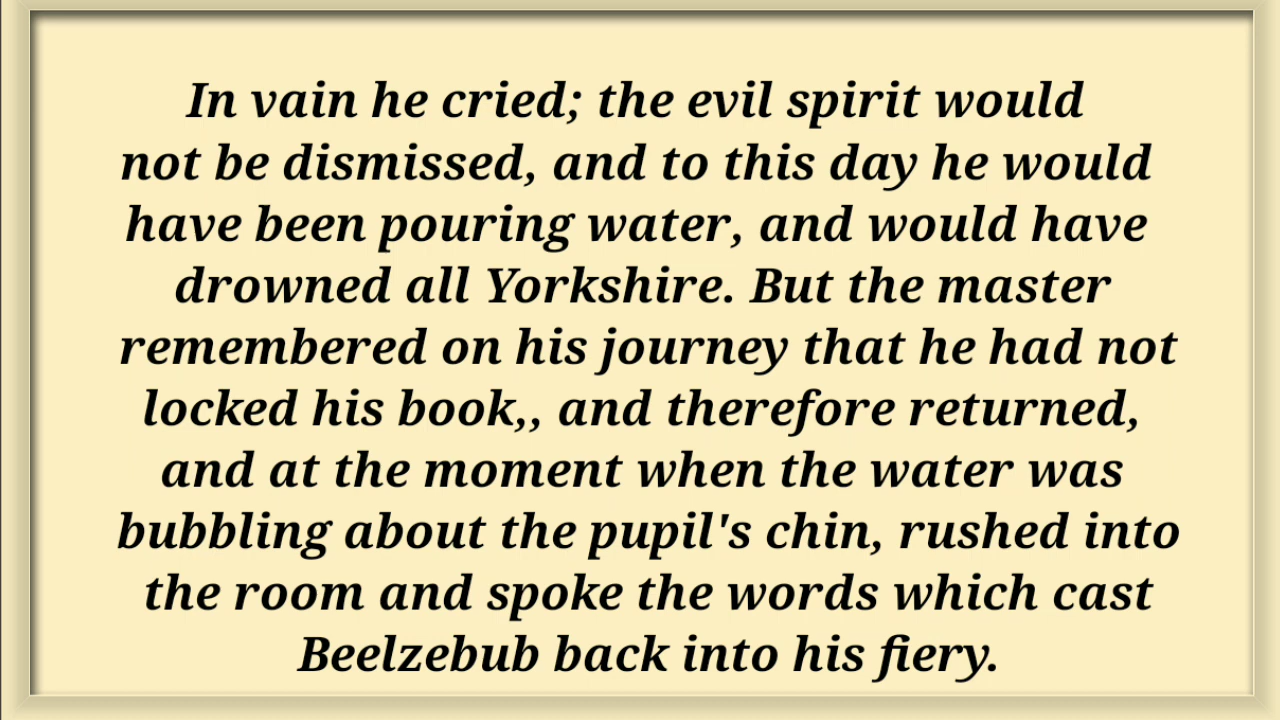 In vain he cried; the evil spirit would
not be dismissed, and to this day he would
have been pouring water, and would have
drowned all Yorkshire. But the master
remembered on his journey that he had not
locked his book,, and therefore returned,
and at the moment when the water was
bubbling about the pupil's chin, rushed into
the room and spoke the words which cast
Beelzebub back into his fiery.